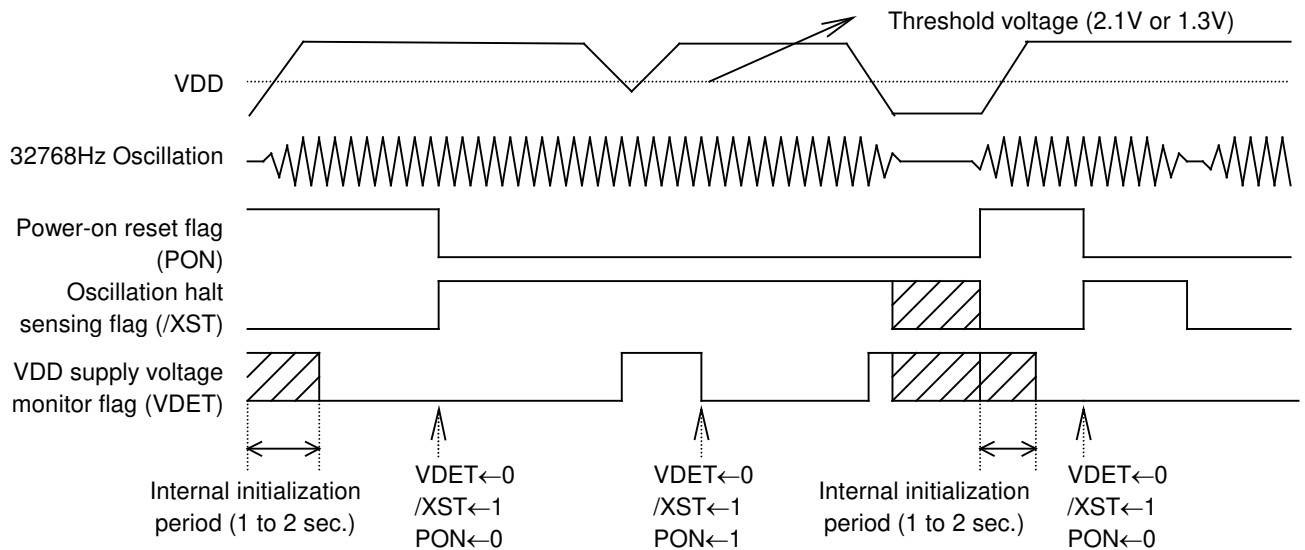 Threshold voltage (2.1V or 1.3V)
VDD
32768Hz Oscillation
Power-on reset flag
(PON)
Oscillation halt
sensing flag (/XST)
VDD supply voltage
monitor flag (VDET)
Internal initialization
period (1 to 2 sec.)
VDET←0
/XST←1
PON←0
VDET←0
/XST←1
PON←1
Internal initialization
period (1 to 2 sec.)
VDET←0
/XST←1
PON←0